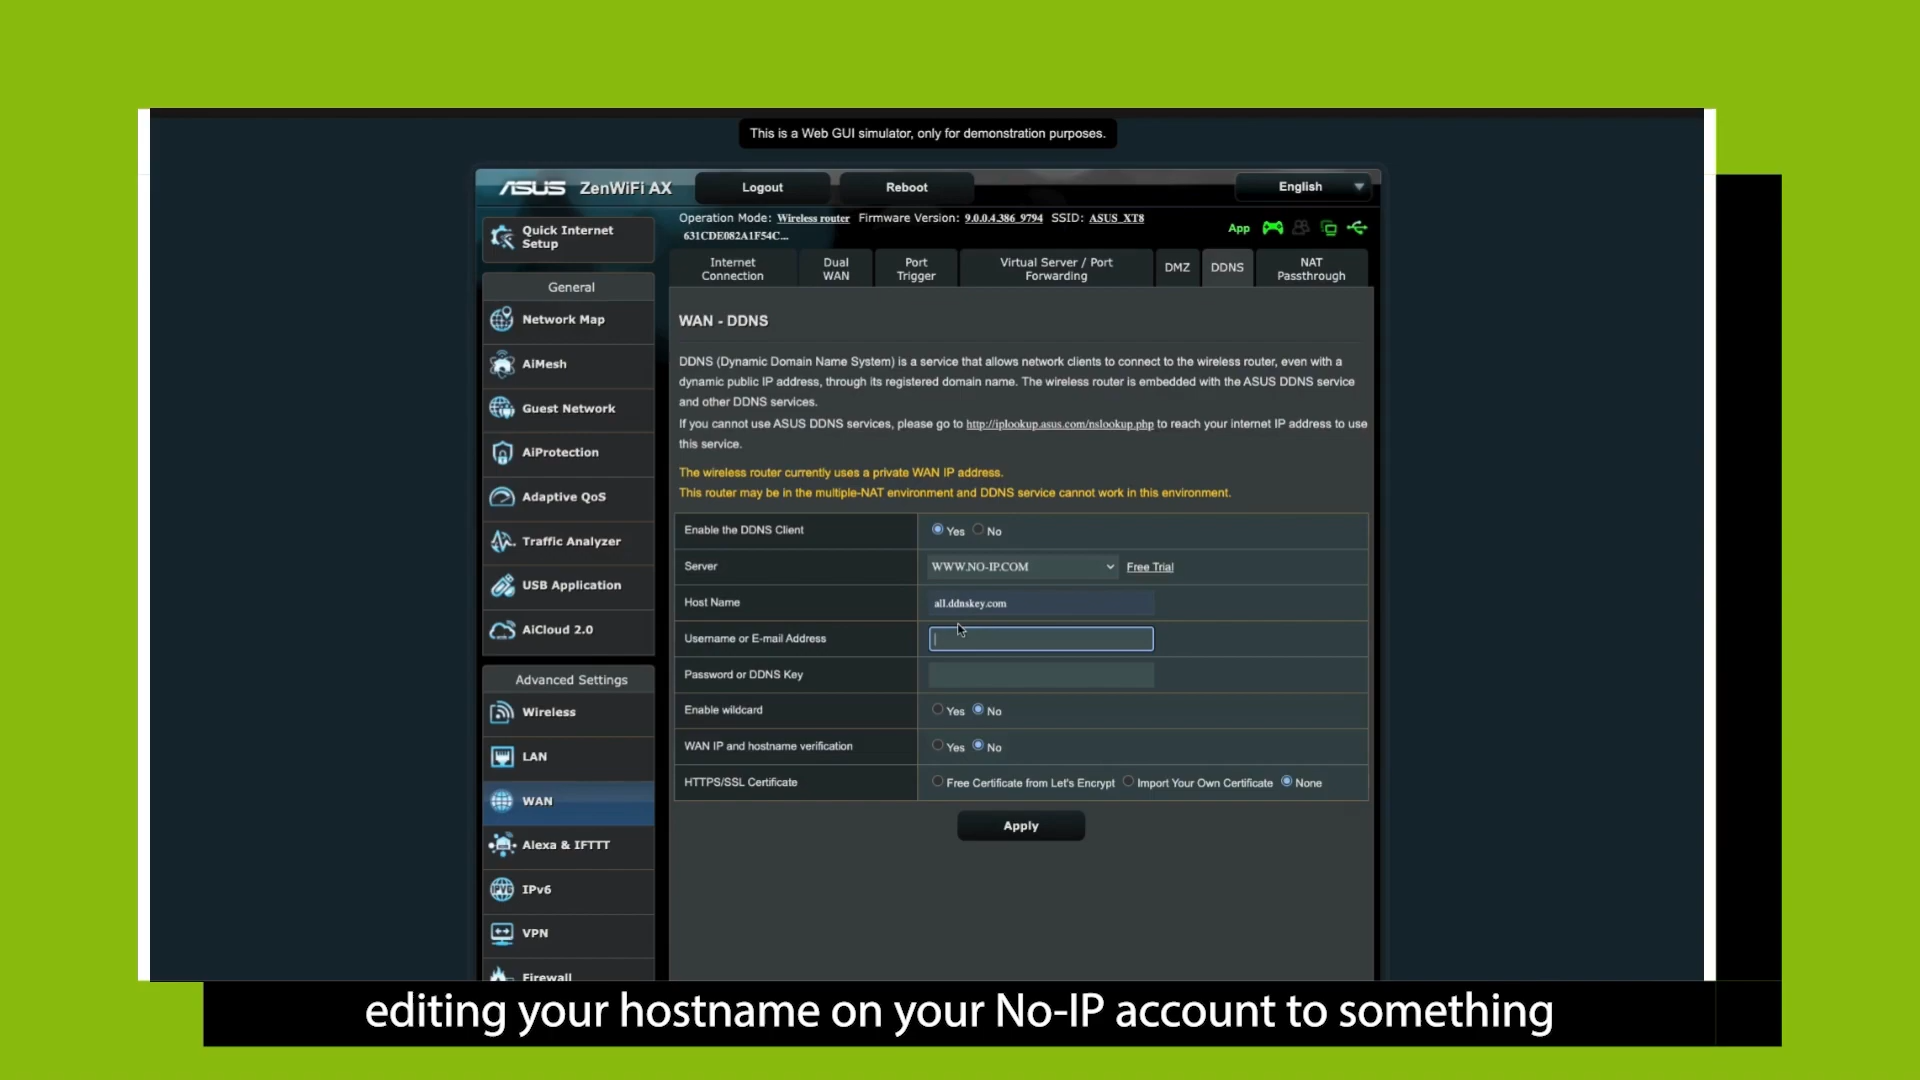 This is a Web GUI simulator, only for demonstration purposes.
ASUS ZenWiFi AX
Logout
Reboot
English
Quick Internet
Setup
Operation Mode: Wireless router Firmware Version: 9.0.0.4.386_9794 SSID: ASUS_XT8
631CDE082A1F54C...
App
Internet
Connection
Dual
WAN
Port
Trigger
Virtual Server / Port
Forwarding
DMZ
DDNS
NAT
Passthrough
General
Network Map
AiMesh
Guest Network
AiProtection
Adaptive QoS
Traffic Analyzer
USB Application
AiCloud 2.0
Advanced Settings
Wireless
LAN
WAN
Alexa & IFTTT
IPv6
VPN
Firewall
WAN - DDNS
DDNS (Dynamic Domain Name System) is a service that allows network clients to connect to the wireless router, even with a
dynamic public IP address, through its registered domain name. The wireless router is embedded with the ASUS DDNS service
and other DDNS services.
If you cannot use ASUS DDNS services, please go to http://iplookup.asus.com/nslookup.php to reach your internet IP address to use
this service.
The wireless router currently uses a private WAN IP address.
This router may be in the multiple-NAT environment and DDNS service cannot work in this environment.
Enable the DDNS Client Yes No
Server WWW.NO-IP.COM Free Trial
Host Name all.ddnskey.com
Username or E-mail Address
Password or DDNS Key
Enable wildcard Yes No
WAN IP and hostname verification Yes No
HTTPS/SSL Certificate Free Certificate from Let's Encrypt Import Your Own Certificate None
Apply
editing your hostname on your No-IP account to something